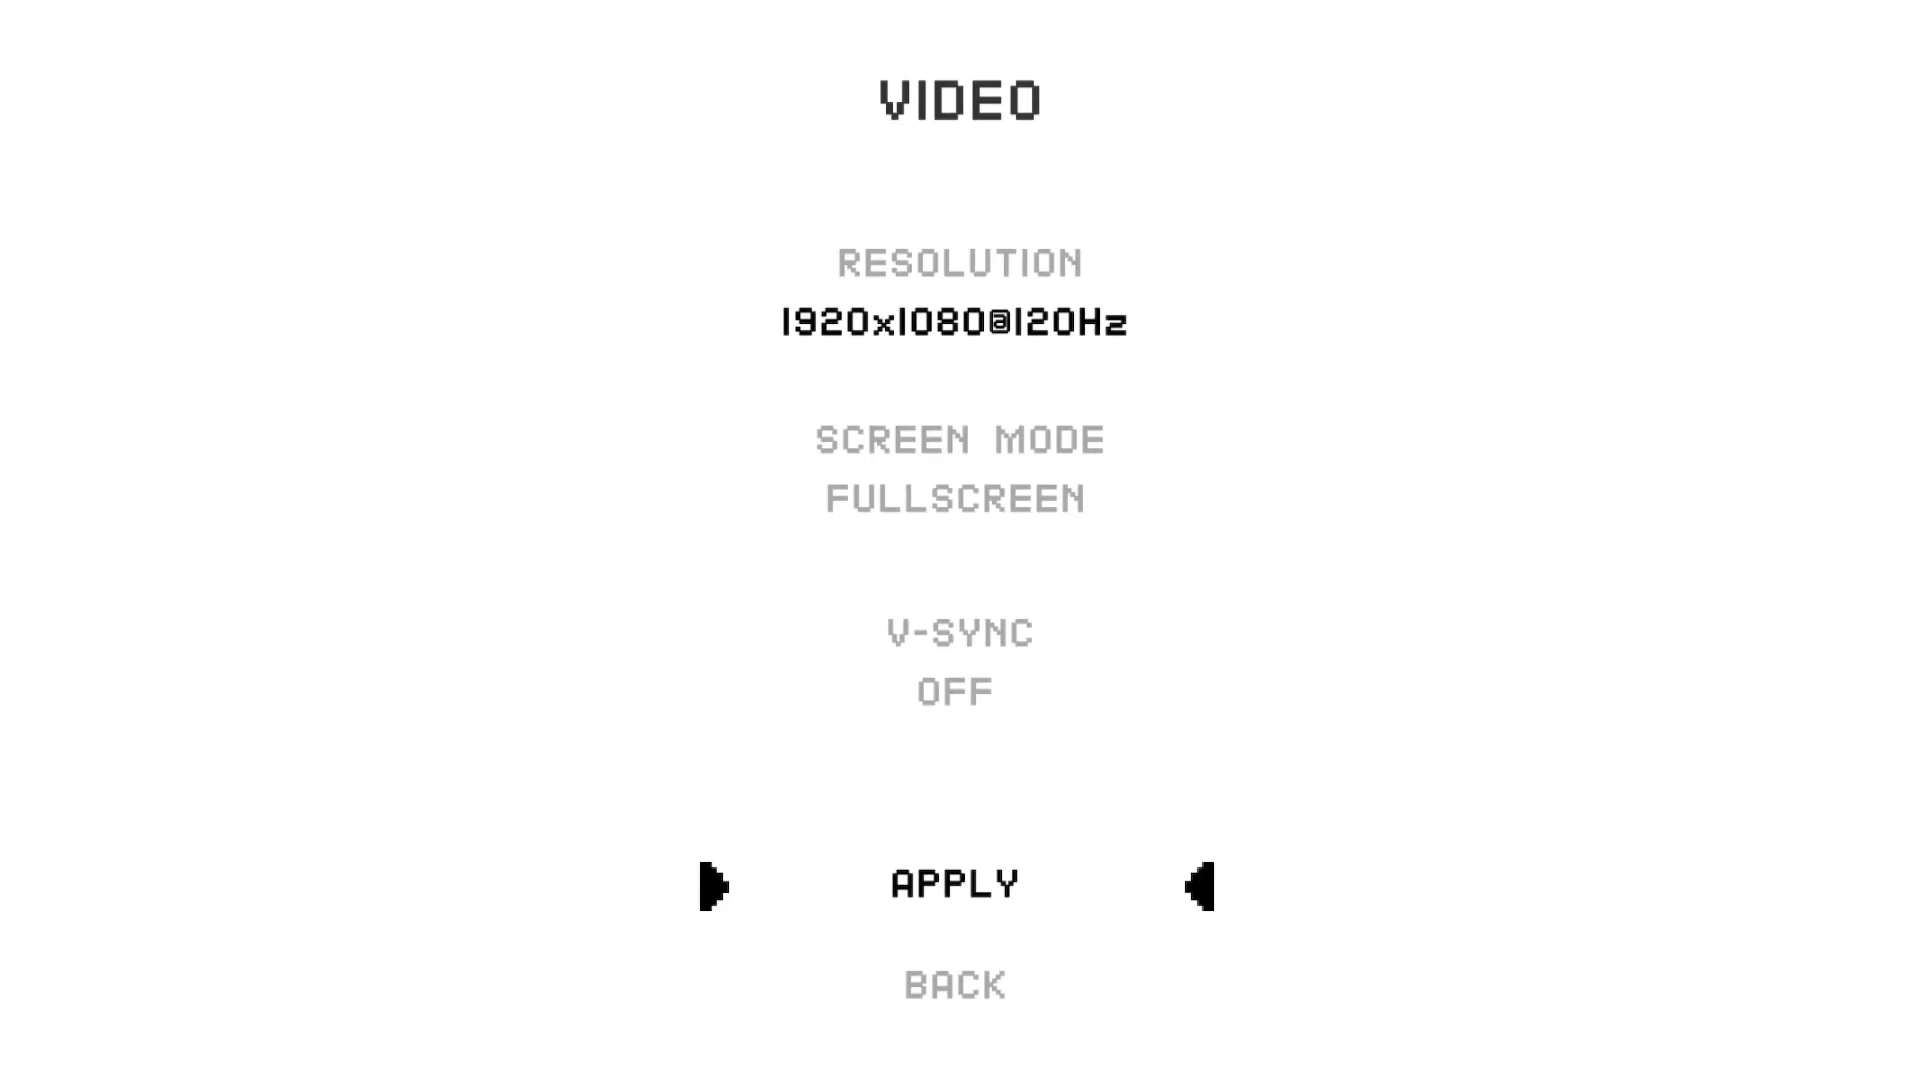 VIDEO
RESOLUTION
1920x1080@120Hz
SCREEN MODE
FULLSCREEN
V-SYNC
OFF
APPLY
BACK